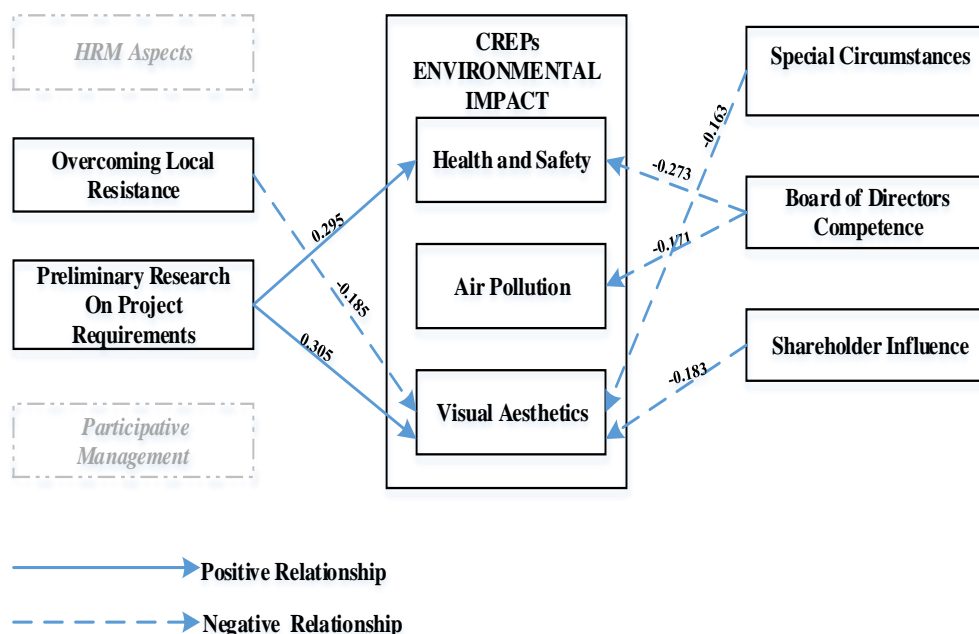 HRM Aspects
Overcoming Local
Resistance
Preliminary Research
On Project
Requirements
Participative
Management
CREPs
ENVIRONMENTAL
IMPACT
Health and Safety
Air Pollution
Visual Aesthetics
Special Circumstances
Board of Directors
Competence
Shareholder Influence
0.295
-0.185
0.305
-0.163
-0.273
-0.171
-0.183
Positive Relationship
Negative Relationship